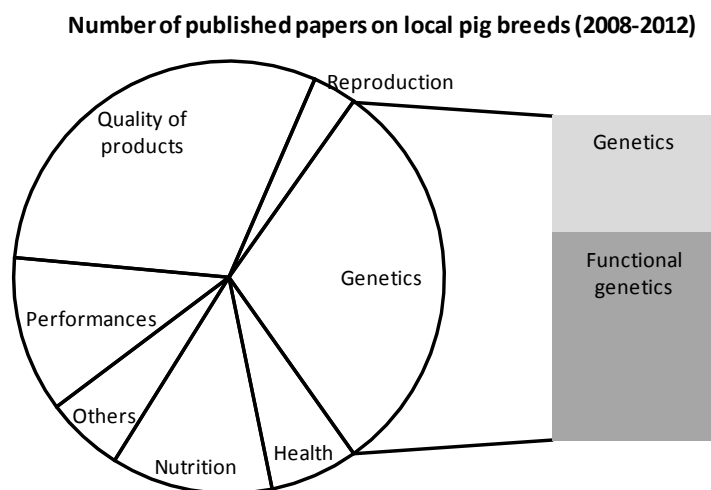 Number of published papers on local pig breeds (2008-2012)
Reproduction
Quality of
products
Genetics
Genetics
Functional
genetics
Performances
Others
Nutrition
Health